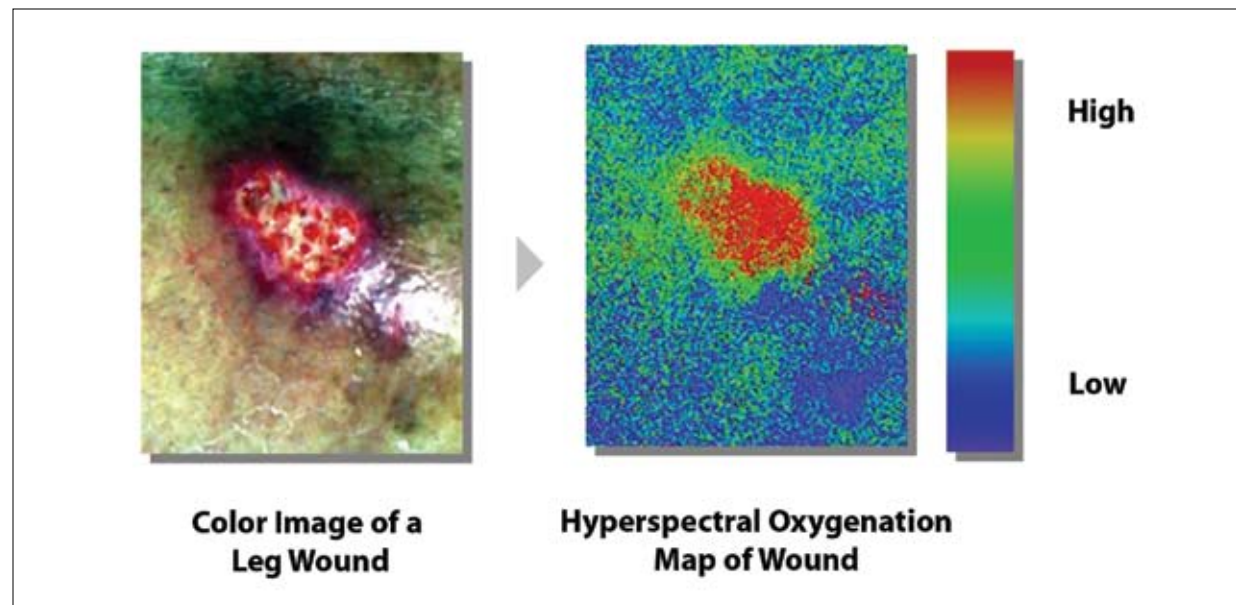 High
Low
Color Image of a
Leg Wound
Hyperspectral Oxygenation
Map of Wound